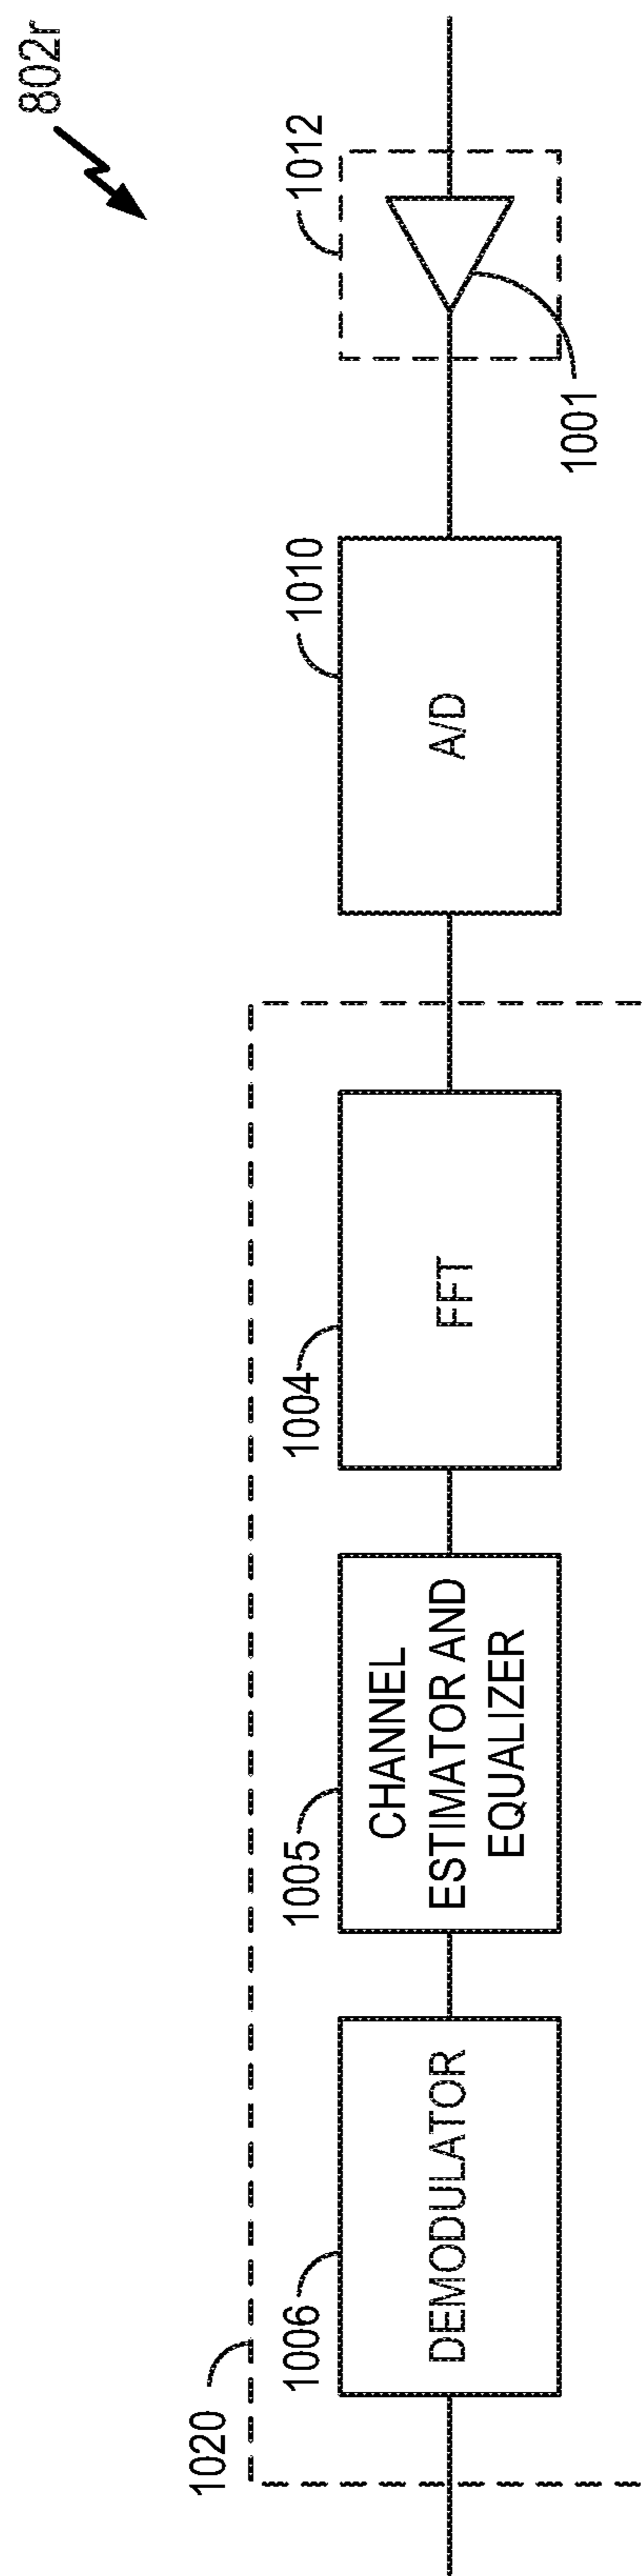 802r
1012
1001
1010
A/D
1004
FFT
1005
CHANNEL
ESTIMATOR AND
EQUALIZER
1006
DEMODULATOR
1020